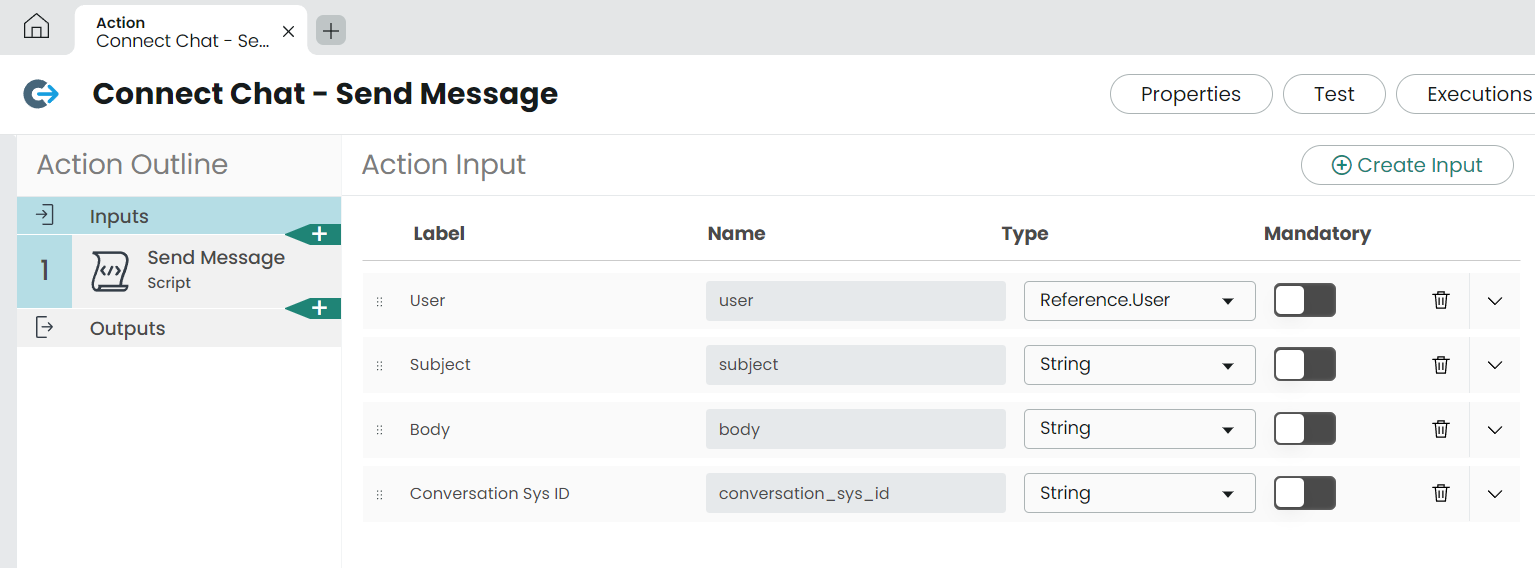 Action
Connect Chat - Se...
Connect Chat - Send Message
Properties
Test
Executions
Action Outline
Action Input
Create Input
Inputs
1
Send Message
Script
Outputs
Label Name Type Mandatory
User user Reference.User
Subject subject String
Body body String
Conversation Sys ID conversation_sys_id String